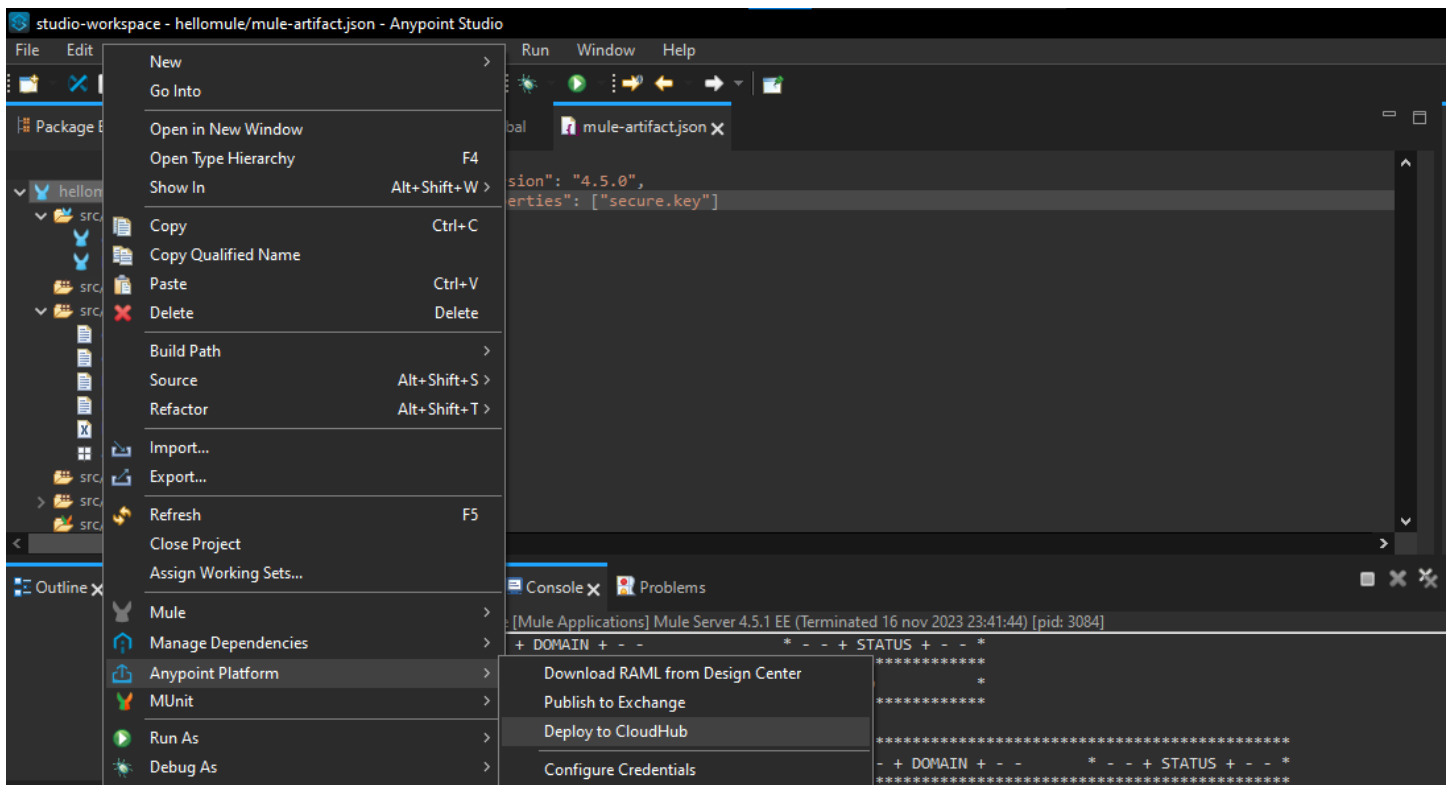 studio-workspace - hellomule/mule-artifact.json - Anypoint Studio
File Edit Run Window Help
Package E
bal mule-artifact.json
hellom
src/
src/
src/
src/
src/
src/
New
Go Into
Open in New Window
Open Type Hierarchy F4
Show In Alt+Shift+W
Copy Ctrl+C
Copy Qualified Name
Paste Ctrl+V
Delete Delete
Build Path
Source Alt+Shift+S
Refactor Alt+Shift+T
Import...
Export...
Refresh F5
Close Project
Assign Working Sets...
Mule
Manage Dependencies
Anypoint Platform
MUnit
Run As
Debug As
Download RAML from Design Center
Publish to Exchange
Deploy to CloudHub
Configure Credentials
sion": "4.5.0",
erties": ["secure.key"]
Outline
Console Problems
[Mule Applications] Mule Server 4.5.1 EE (Terminated 16 nov 2023 23:41:44) [pid: 3084]
+ DOMAIN + - - * - - + STATUS + - - *
************
*
************
*********************************************
- + DOMAIN + - - * - - + STATUS + - - *
*********************************************